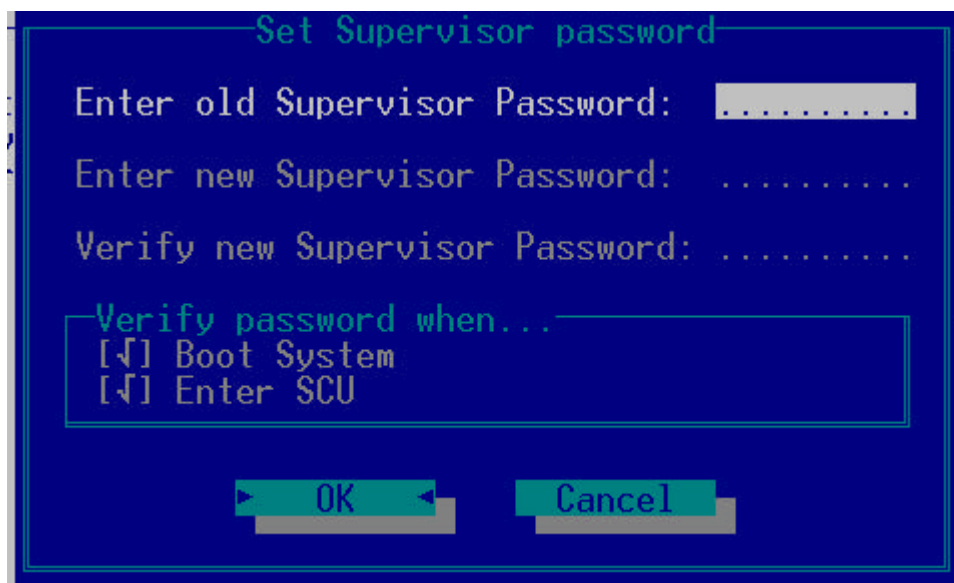 Set Supervisor password
Enter old Supervisor Password: ..........
Enter new Supervisor Password: ..........
Verify new Supervisor Password: ..........
Verify password when...
[√] Boot System
[√] Enter SCU
► OK ◄ Cancel